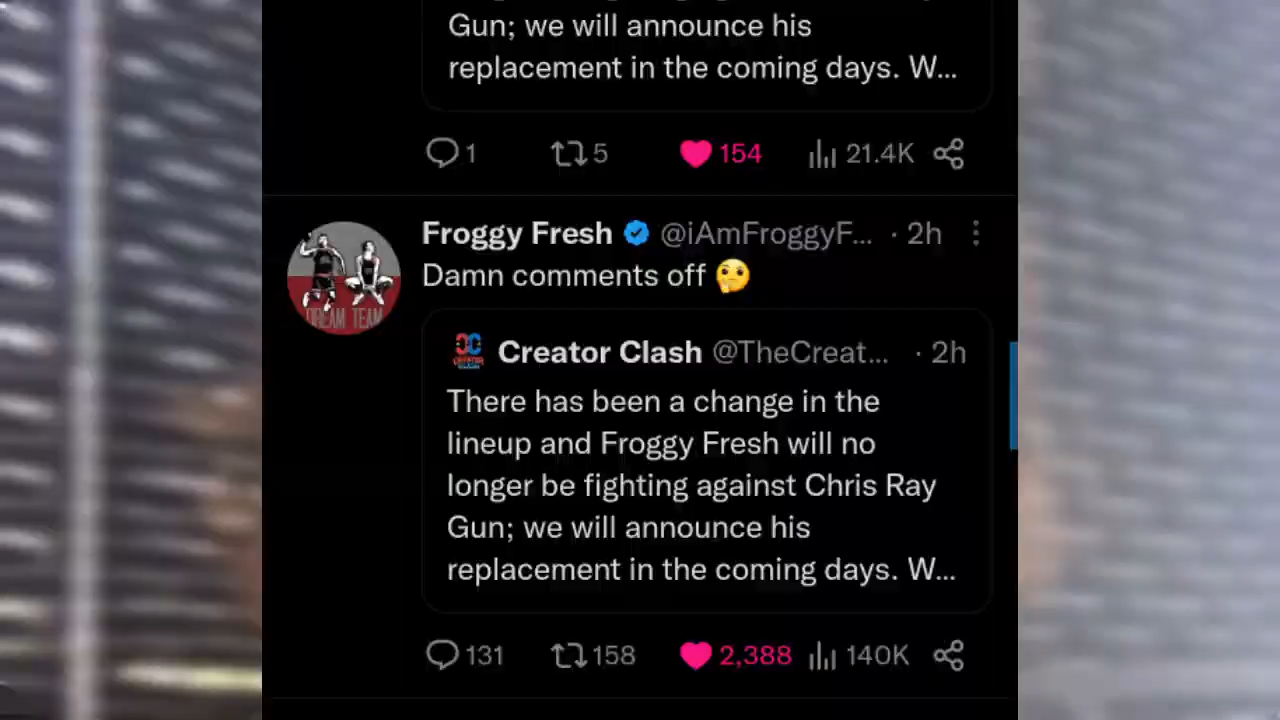 Gun; we will announce his
replacement in the coming days. W...
1 5 154 21.4K
Froggy Fresh @iAmFroggyF... · 2h
Damn comments off 🤔
DREAM TEAM
Creator Clash @TheCreat... · 2h
There has been a change in the
lineup and Froggy Fresh will no
longer be fighting against Chris Ray
Gun; we will announce his
replacement in the coming days. W...
131 158 2,388 140K